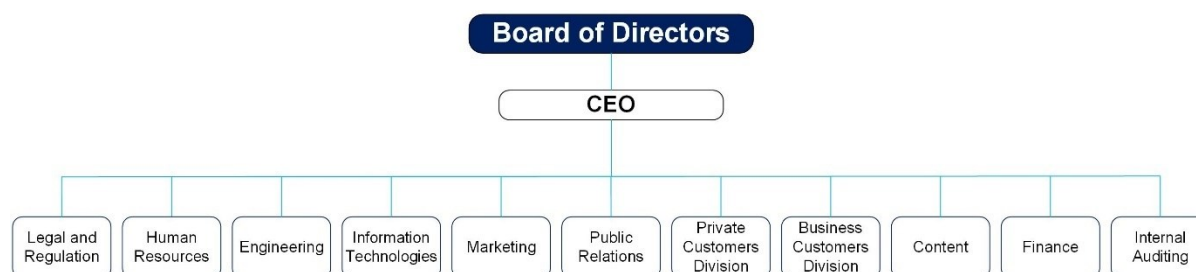 Board of Directors
CEO
Legal and
Regulation
Human
Resources
Engineering
Information
Technologies
Marketing
Public
Relations
Private
Customers
Division
Business
Customers
Division
Content
Finance
Internal
Auditing